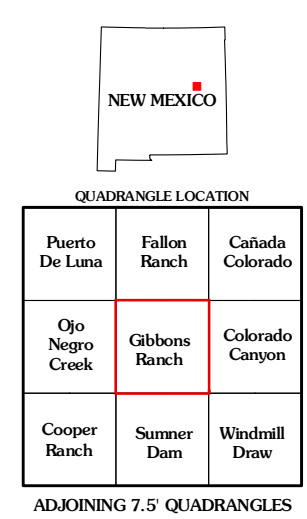 NEW MEXICO
QUADRANGLE LOCATION
Puerto
De Luna
Fallon
Ranch
Cañada
Colorado
Ojo
Negro
Creek
Gibbons
Ranch
Colorado
Canyon
Cooper
Ranch
Sumner
Dam
Windmill
Draw
ADJOINING 7.5' QUADRANGLES